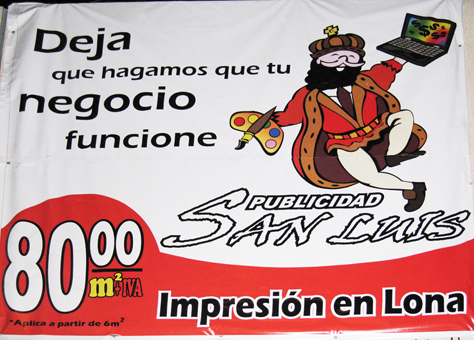 Deja
que hagamos que tu
negocio
funcione
PUBLICIDAD
SAN LUIS
80.00
m² + IVA
*Aplica a partir de 6m²
Impresión en Lona